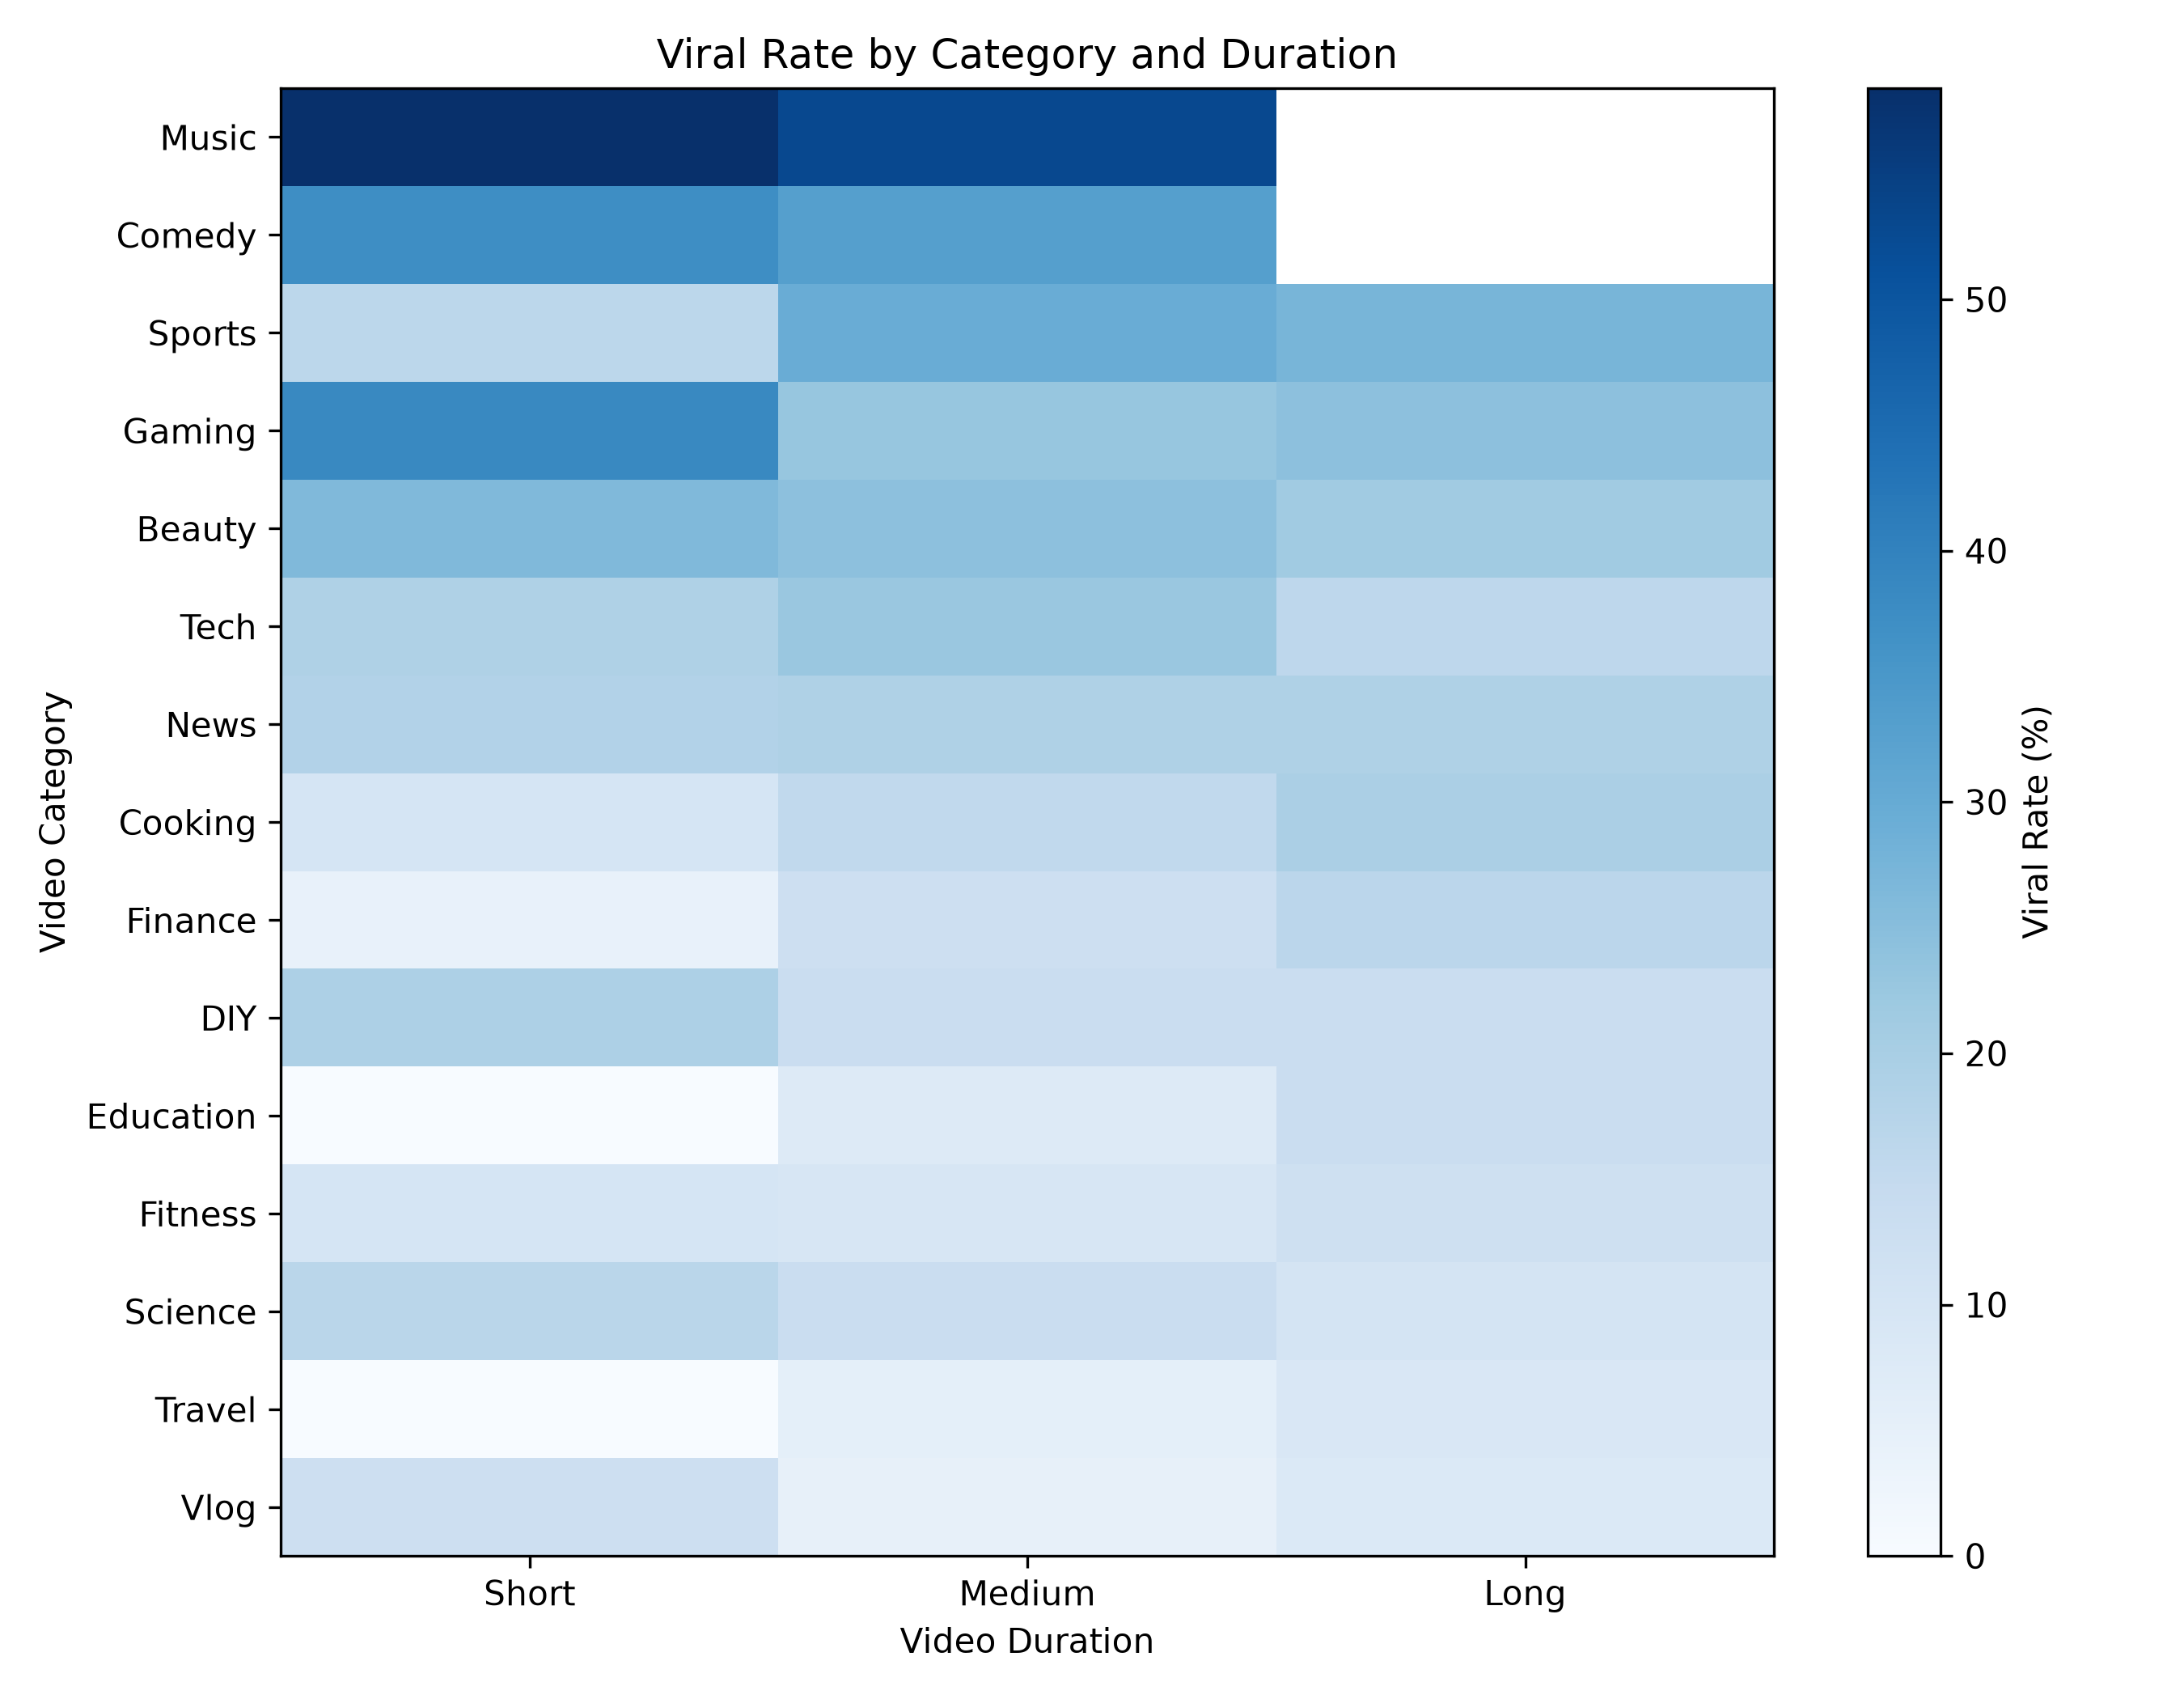 Viral Rate by Category and Duration
Video Category
Music
Comedy
Sports
Gaming
Beauty
Tech
News
Cooking
Finance
DIY
Education
Fitness
Science
Travel
Vlog
Short
Medium
Long
Video Duration
50
40
30
20
10
0
Viral Rate (%)